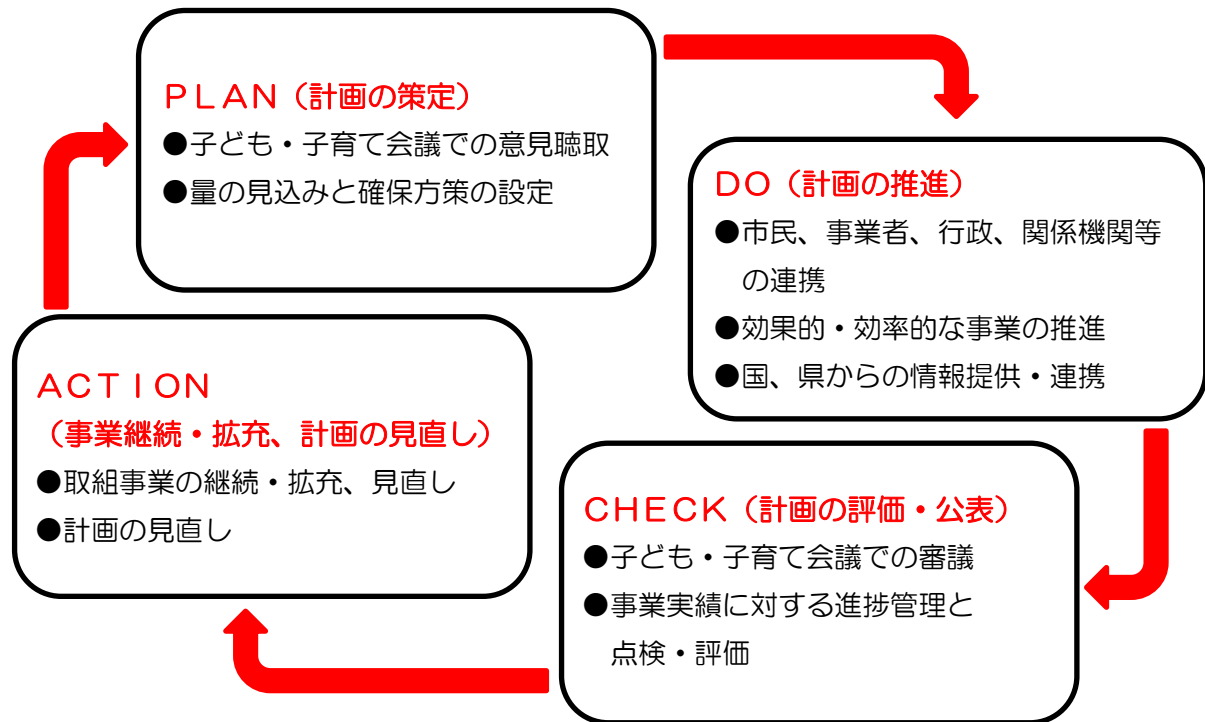 PLAN（計画の策定）
●子ども・子育て会議での意見聴取
●量の見込みと確保方策の設定
DO（計画の推進）
●市民、事業者、行政、関係機関等
の連携
●効果的・効率的な事業の推進
●国、県からの情報提供・連携
CHECK（計画の評価・公表）
●子ども・子育て会議での審議
●事業実績に対する進捗管理と
点検・評価
ACTION
（事業継続・拡充、計画の見直し）
●取組事業の継続・拡充、見直し
●計画の見直し